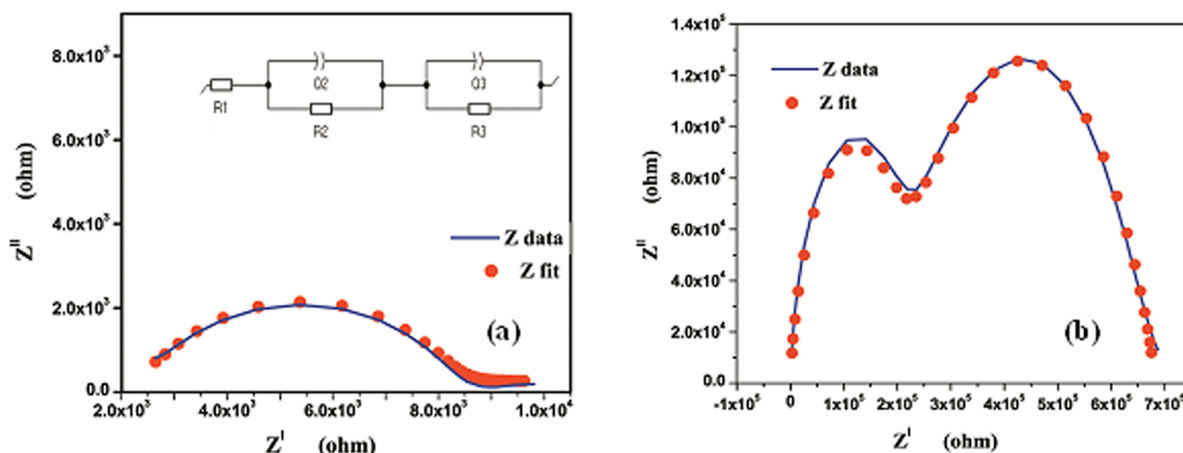 8.0x10³
6.0x10³
4.0x10³
2.0x10³
0.0
Z^II (ohm)
R1
Q2
R2
Q3
R3
Z data
Z fit
(a)
2.0x10³ 4.0x10³ 6.0x10³ 8.0x10³ 1.0x10⁴
Z^I (ohm)
1.4x10⁵
1.2x10⁵
1.0x10⁵
8.0x10⁴
6.0x10⁴
4.0x10⁴
2.0x10⁴
0.0
Z^II (ohm)
Z data
Z fit
(b)
-1x10⁵ 0 1x10⁵ 2x10⁵ 3x10⁵ 4x10⁵ 5x10⁵ 6x10⁵ 7x10⁵
Z^I (ohm)